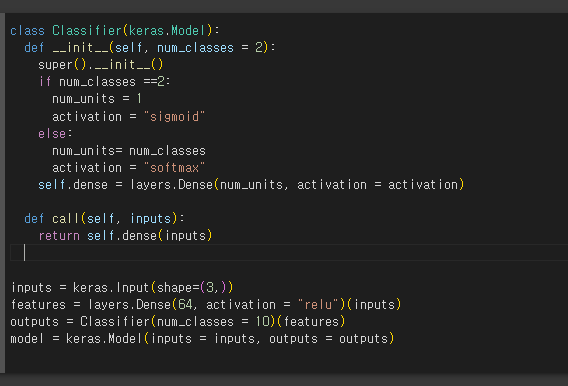 class Classifier(keras.Model):
  def __init__(self, num_classes = 2):
    super().__init__()
    if num_classes ==2:
      num_units = 1
      activation = "sigmoid"
    else:
      num_units= num_classes
      activation = "softmax"
    self.dense = layers.Dense(num_units, activation = activation)

  def call(self, inputs):
    return self.dense(inputs)

inputs = keras.Input(shape=(3,))
features = layers.Dense(64, activation = "relu")(inputs)
outputs = Classifier(num_classes = 10)(features)
model = keras.Model(inputs = inputs, outputs = outputs)